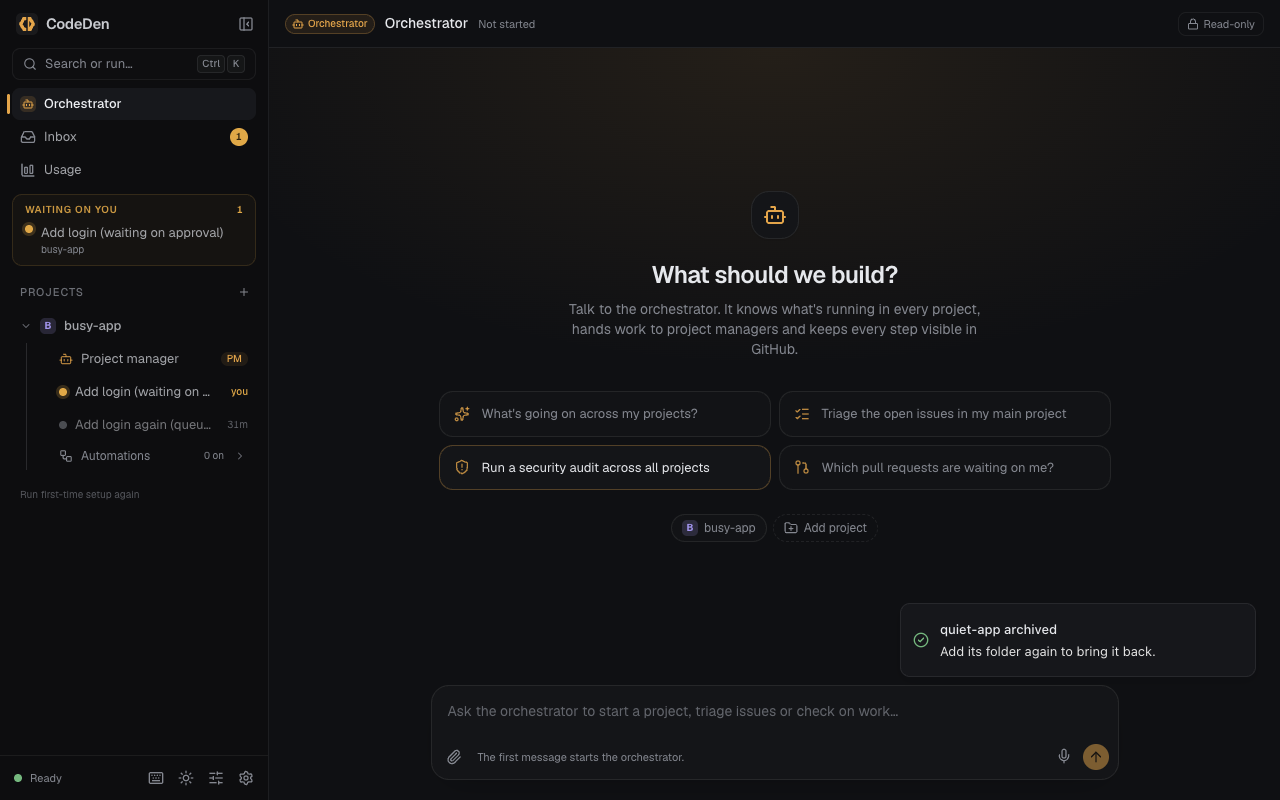 CodeDen
Search or run...
Ctrl K
Orchestrator
Inbox
1
Usage
WAITING ON YOU
1
Add login (waiting on approval)
busy-app
PROJECTS
B busy-app
Project manager
PM
Add login (waiting on ...
you
Add login again (queu...
31m
Automations
0 on
Run first-time setup again
Ready
Orchestrator
Orchestrator
Not started
Read-only
What should we build?
Talk to the orchestrator. It knows what's running in every project,
hands work to project managers and keeps every step visible in
GitHub.
What's going on across my projects?
Triage the open issues in my main project
Run a security audit across all projects
Which pull requests are waiting on me?
B busy-app
Add project
quiet-app archived
Add its folder again to bring it back.
Ask the orchestrator to start a project, triage issues or check on work...
The first message starts the orchestrator.